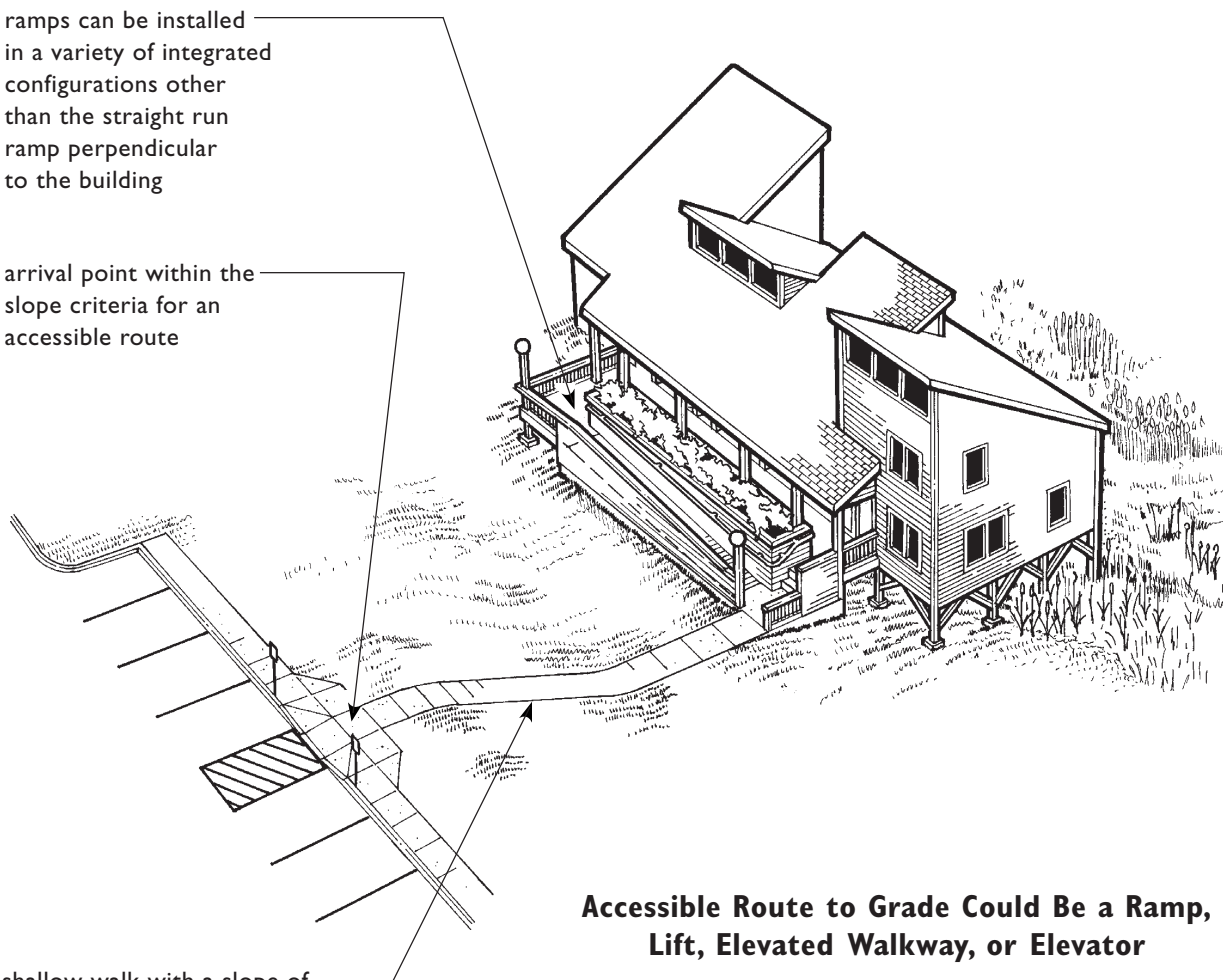 ramps can be installed
in a variety of integrated
configurations other
than the straight run
ramp perpendicular
to the building
arrival point within the
slope criteria for an
accessible route
Accessible Route to Grade Could Be a Ramp,
Lift, Elevated Walkway, or Elevator
shallow walk with a slope of